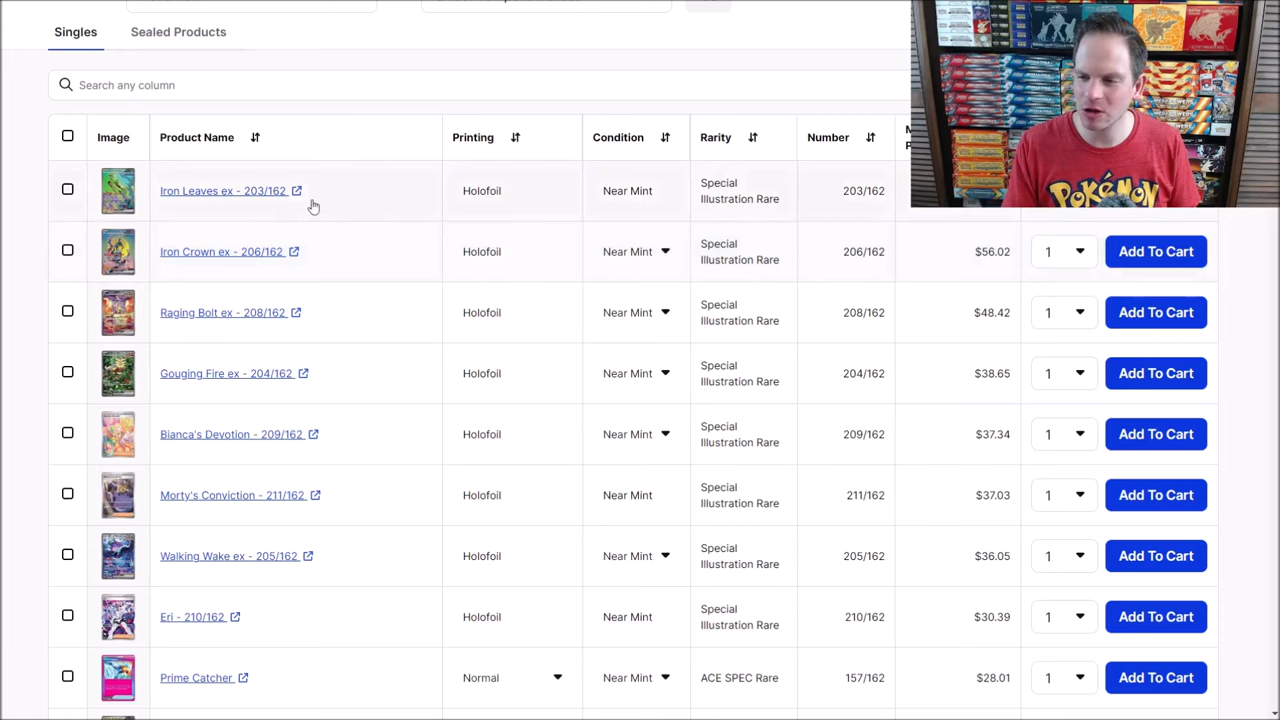 Singles Sealed Products
Search any column
Image Printing Condition Number
Iron Leaves Holofoil Near Mint Special Illustration Rare 203/162
Iron Crown ex - 206/162 Holofoil Near Mint Special Illustration Rare 206/162 $56.02 1 Add To Cart
Raging Bolt ex - 208/162 Holofoil Near Mint Special Illustration Rare 208/162 $48.42 1 Add To Cart
Gouging Fire ex - 204/162 Holofoil Near Mint Special Illustration Rare 204/162 $38.65 1 Add To Cart
Bianca's Devotion - 209/162 Holofoil Near Mint Special Illustration Rare 209/162 $37.34 1 Add To Cart
Morty's Conviction - 211/162 Holofoil Near Mint Special Illustration Rare 211/162 $37.03 1 Add To Cart
Walking Wake ex - 205/162 Holofoil Near Mint Special Illustration Rare 205/162 $36.05 1 Add To Cart
Eri - 210/162 Holofoil Near Mint Special Illustration Rare 210/162 $30.39 1 Add To Cart
Prime Catcher Normal Near Mint ACE SPEC Rare 157/162 $28.01 1 Add To Cart
POKÉMON